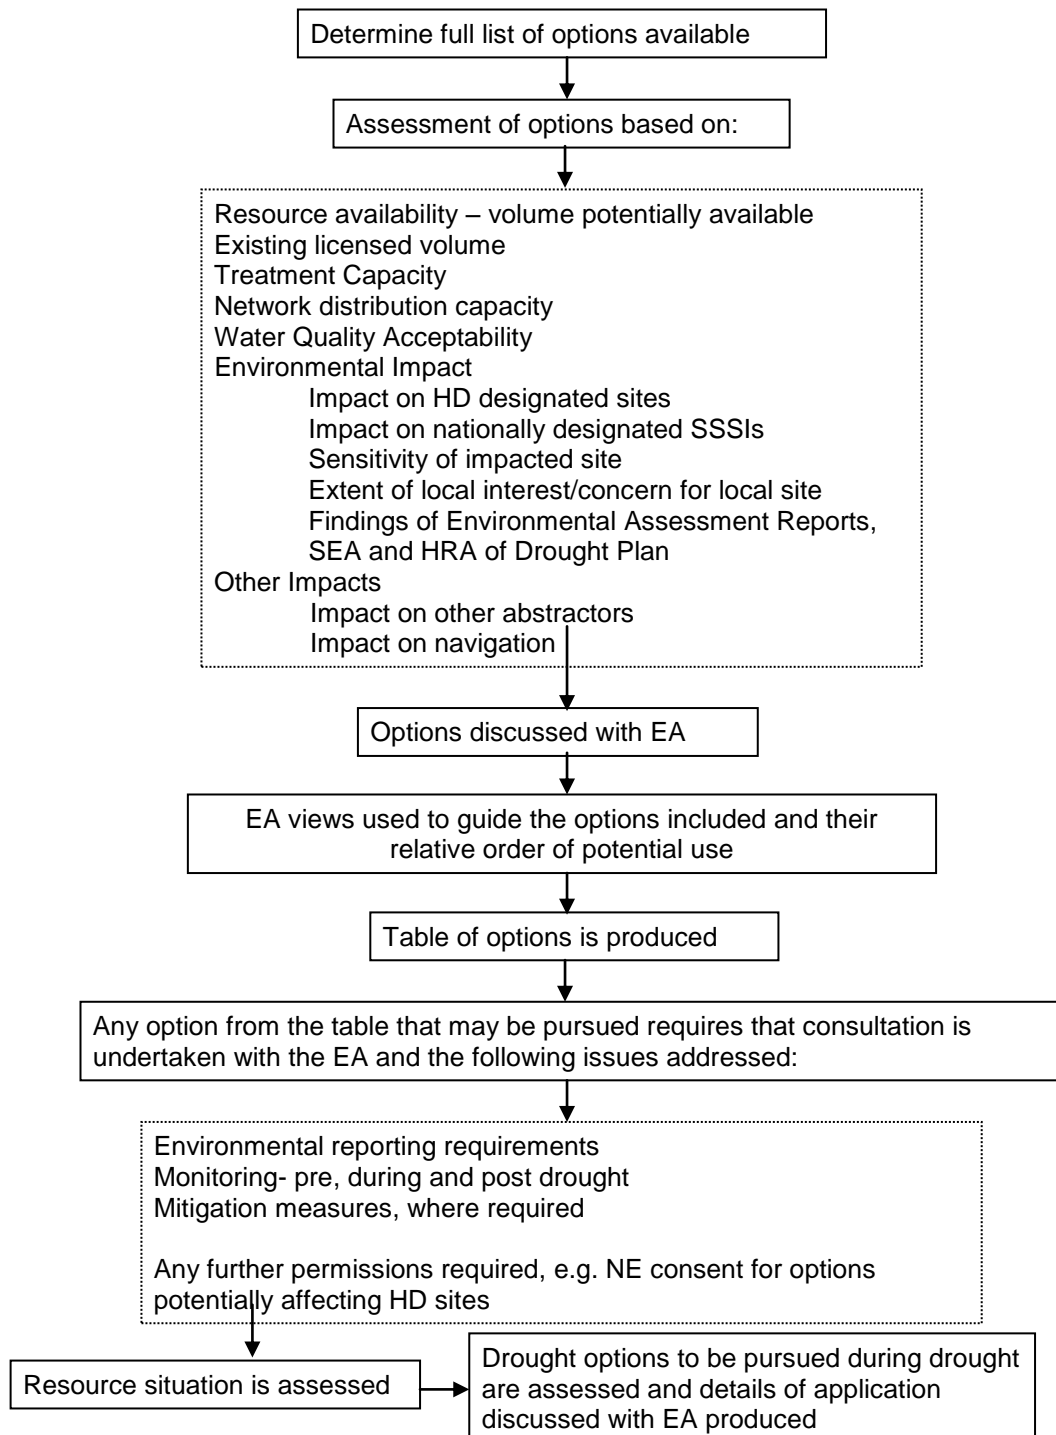 Determine full list of options available
Assessment of options based on:
Resource availability – volume potentially available
Existing licensed volume
Treatment Capacity
Network distribution capacity
Water Quality Acceptability
Environmental Impact
Impact on HD designated sites
Impact on nationally designated SSSIs
Sensitivity of impacted site
Extent of local interest/concern for local site
Findings of Environmental Assessment Reports,
SEA and HRA of Drought Plan
Other Impacts
Impact on other abstractors
Impact on navigation
Options discussed with EA
EA views used to guide the options included and their
relative order of potential use
Table of options is produced
Any option from the table that may be pursued requires that consultation is
undertaken with the EA and the following issues addressed:
Environmental reporting requirements
Monitoring- pre, during and post drought
Mitigation measures, where required
Any further permissions required, e.g. NE consent for options
potentially affecting HD sites
Resource situation is assessed
Drought options to be pursued during drought
are assessed and details of application
discussed with EA produced